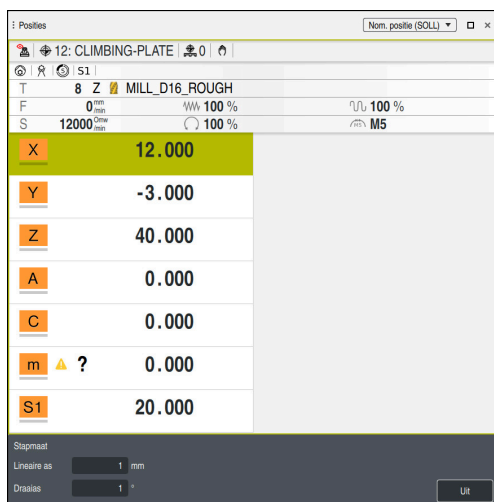 Posities Nom. positie (SOLL)
12: CLIMBING-PLATE 0
S1
T 8 Z MILL_D16_ROUGH
F 0 mm/min 100 % 100 %
S 12000 Omw/min 100 % M5
X 12.000
Y -3.000
Z 40.000
A 0.000
C 0.000
m ? 0.000
S1 20.000
Stapmaat
Lineaire as 1 mm
Draaias 1 °
Uit